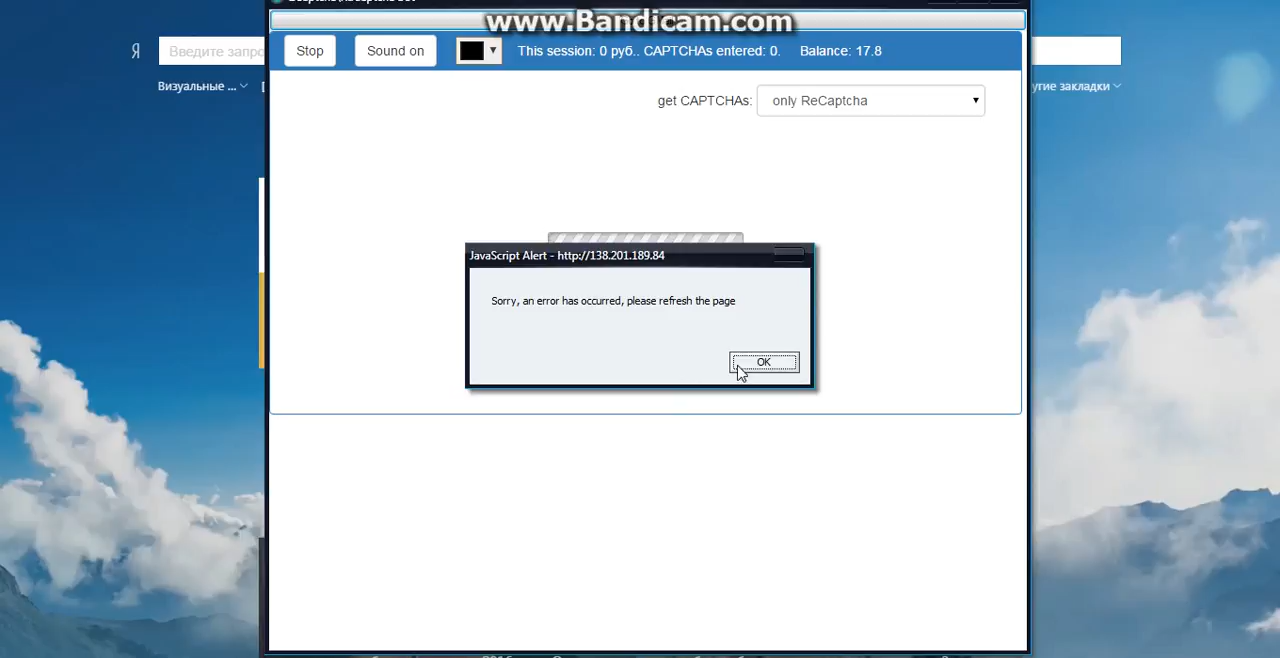 www.Bandicam.com
Я
Введите запро
Stop
Sound on
This session: 0 руб.. CAPTCHAs entered: 0.
Balance: 17.8
Визуальные ...
гие закладки
get CAPTCHAs:
only ReCaptcha
JavaScript Alert - http://138.201.189.84
Sorry, an error has occurred, please refresh the page
OK